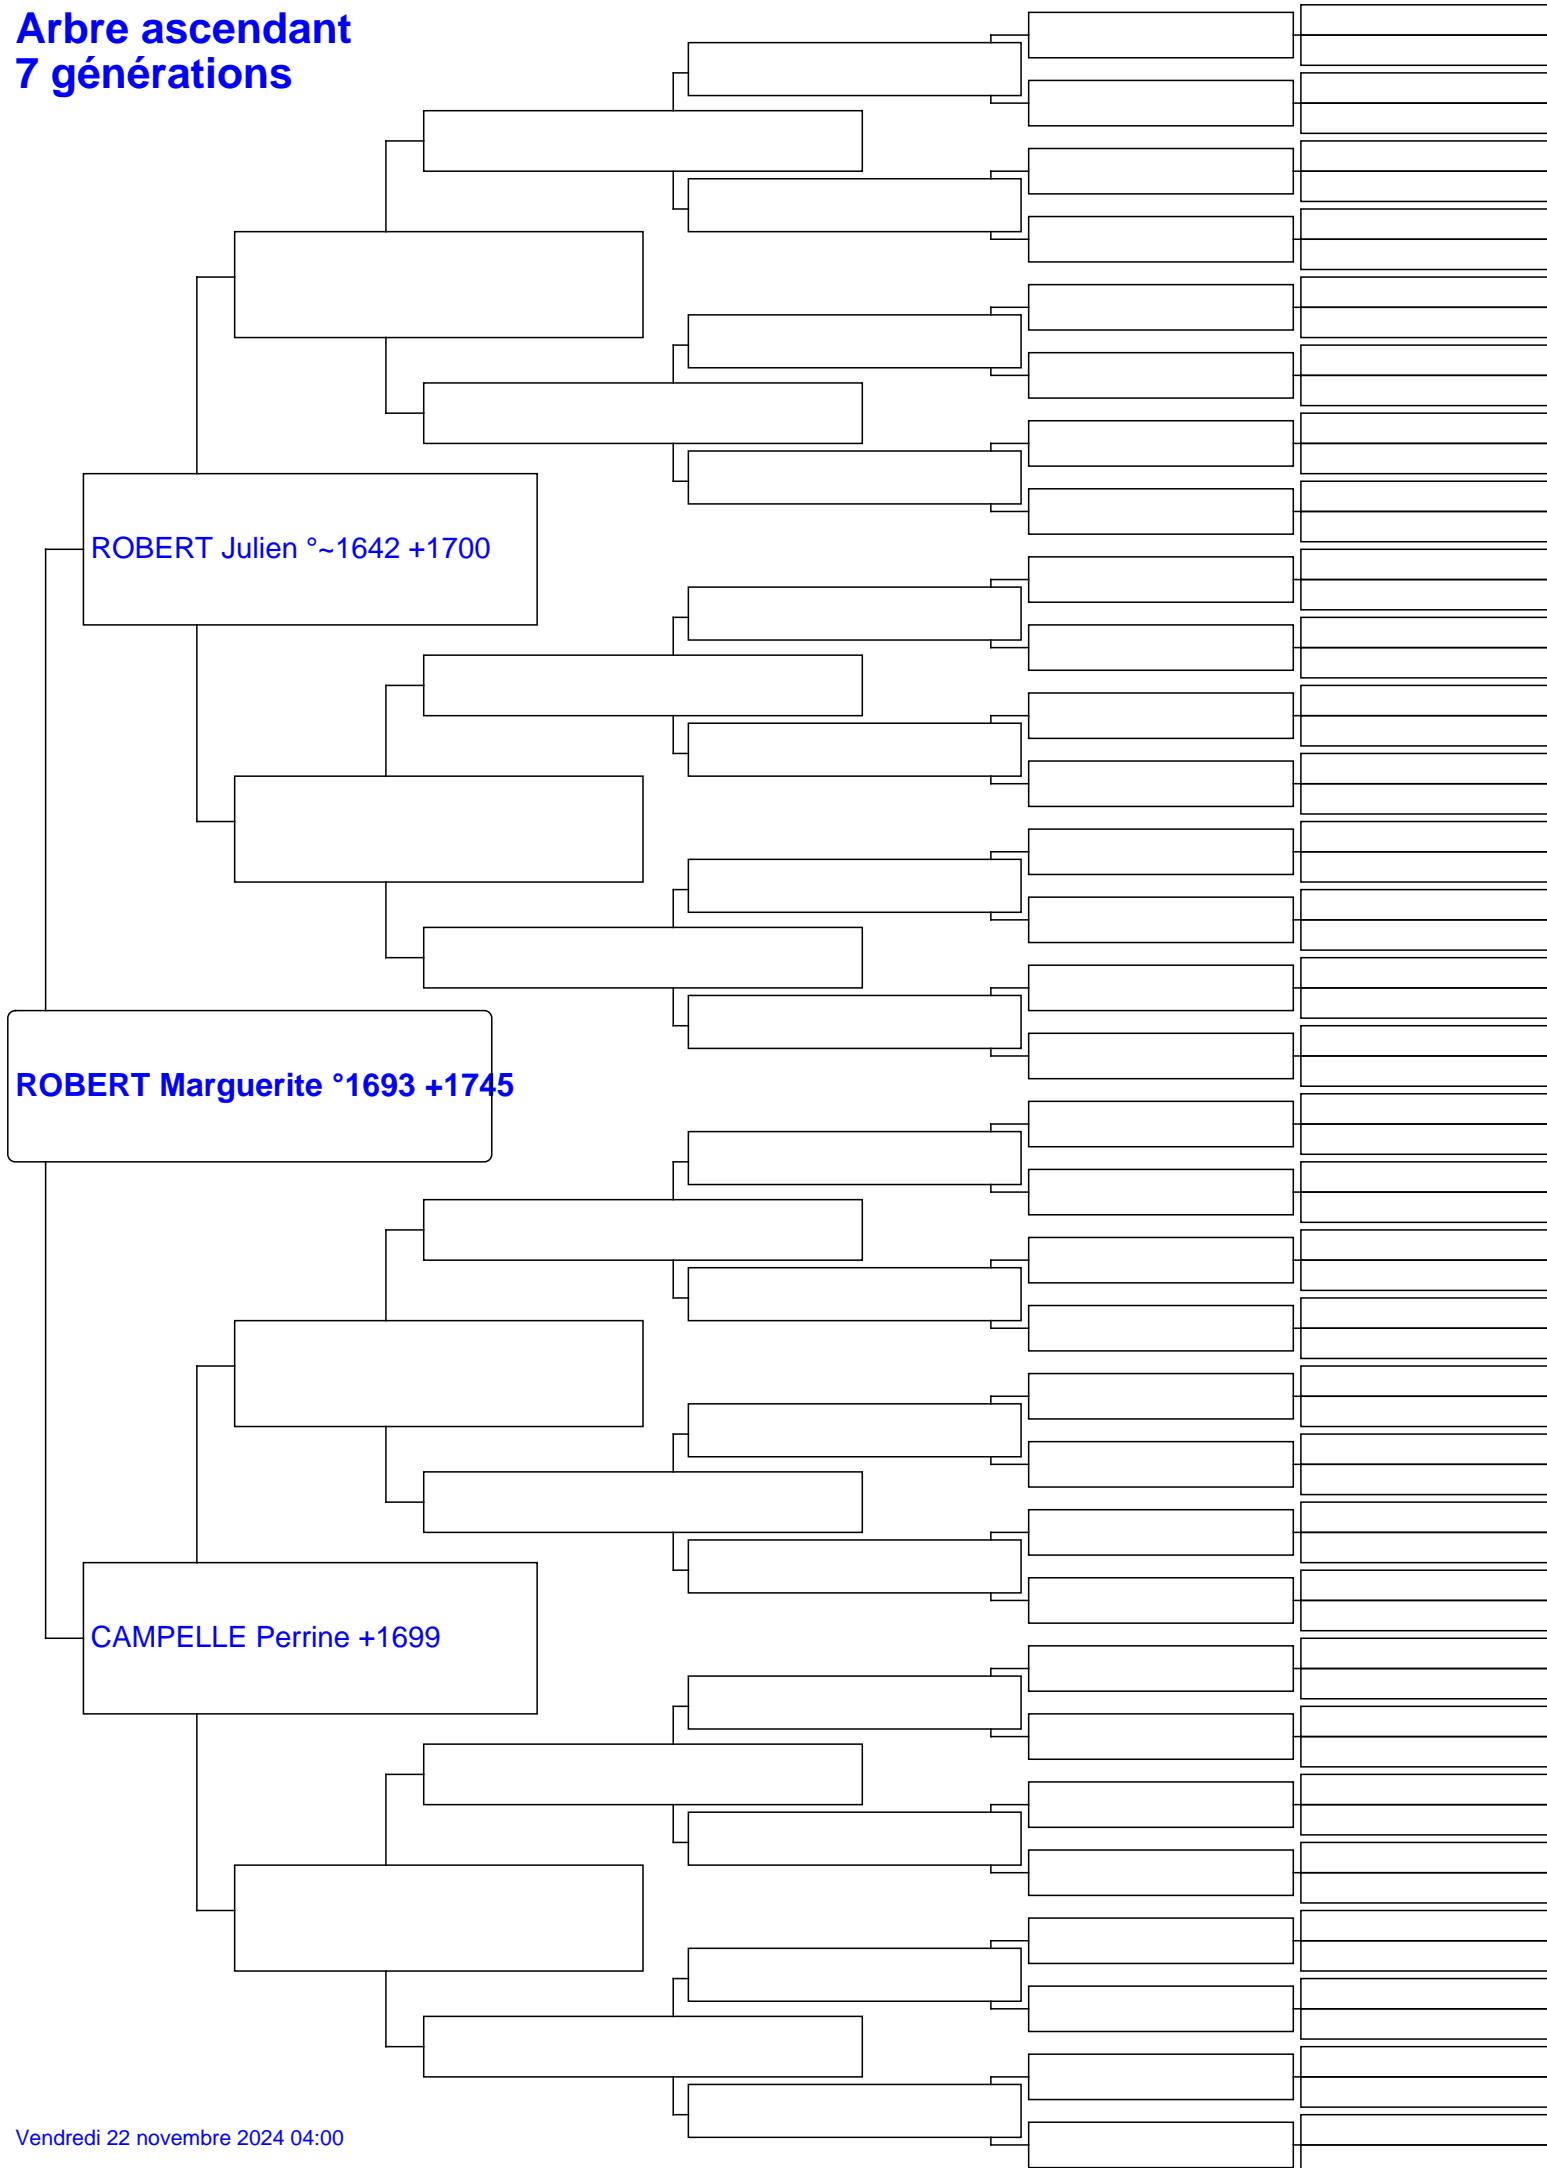 Arbre ascendant
7 générations
ROBERT Julien °~1642 +1700
ROBERT Marguerite °1693 +1745
CAMPELLE Perrine +1699
Vendredi 22 novembre 2024 04:00